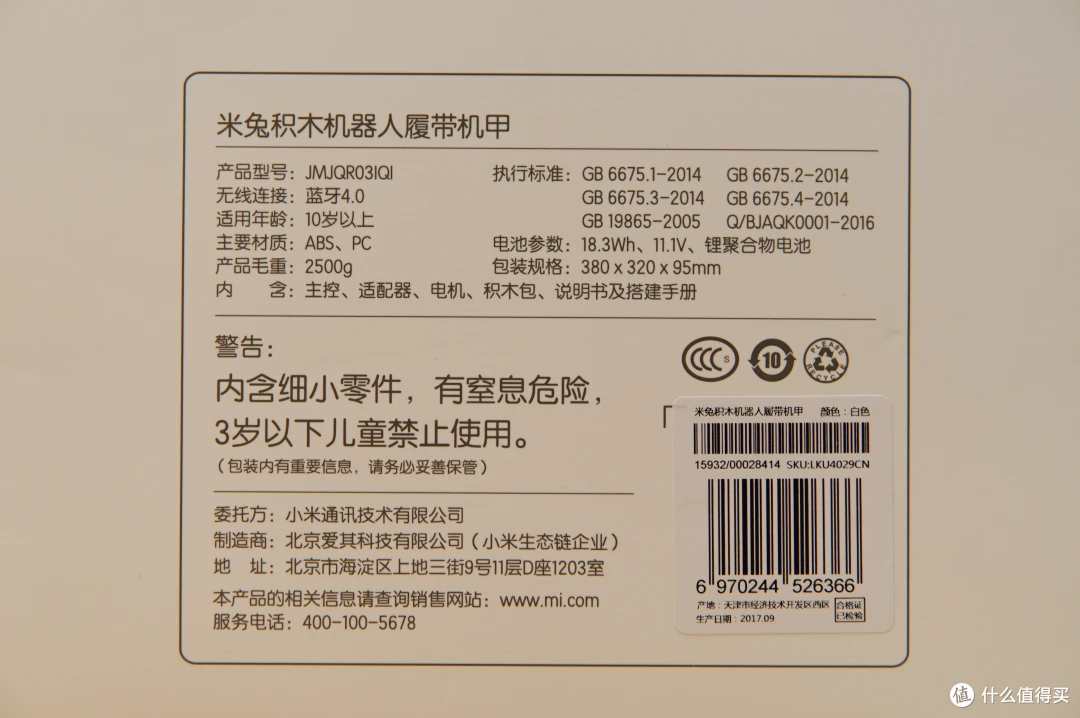 米兔积木机器人履带机甲
产品型号：JMJQR03IQI
无线连接：蓝牙4.0
适用年龄：10岁以上
主要材质：ABS、PC
产品毛重：2500g
执行标准：GB 6675.1-2014 GB 6675.2-2014
GB 6675.3-2014 GB 6675.4-2014
GB 19865-2005 Q/BJAQK0001-2016
电池参数：18.3Wh、11.1V、锂聚合物电池
包装规格：380 x 320 x 95mm
内 含：主控、适配器、电机、积木包、说明书及搭建手册
警告：
内含细小零件，有窒息危险，
3岁以下儿童禁止使用。
（包装内有重要信息，请务必妥善保管）
CCC S
10
PLEASE RECYCLE
委托方：小米通讯技术有限公司
制造商：北京爱其科技有限公司（小米生态链企业）
地 址：北京市海淀区上地三街9号11层D座1203室
本产品的相关信息请查询销售网站：www.mi.com
服务电话：400-100-5678
米兔积木机器人履带机甲 颜色：白色
15932/00028414 SKU:LKU4029CN
6 970244 526366
产地：天津市经济技术开发区西区
生产日期：2017.09
合格证
已检验
值 什么值得买